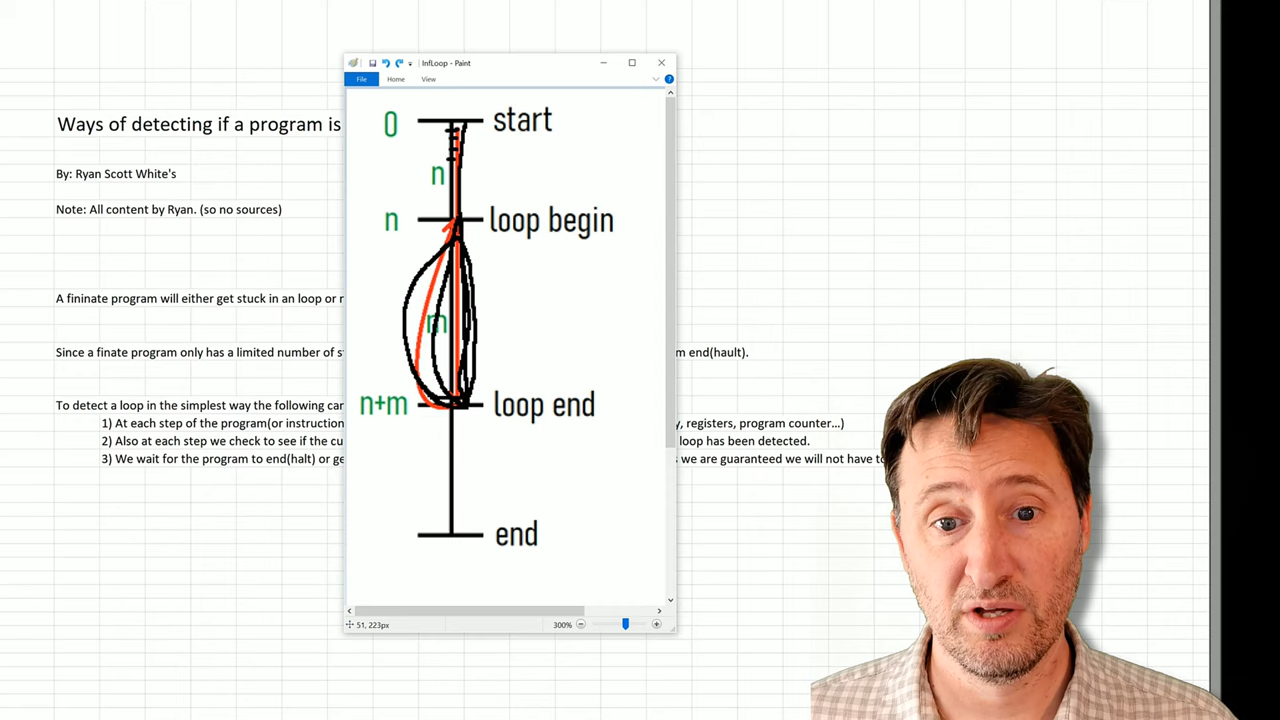 InfLoop - Paint
File Home View
0 start
n
n loop begin
m
n+m loop end
end
51, 223px 300%
Ways of detecting if a program is
By: Ryan Scott White's
Note: All content by Ryan. (so no sources)
A fininate program will either get stuck in an loop or
Since a finate program only has a limited number of m end(hault).
To detect a loop in the simplest way the following can
1) At each step of the program(or instruction registers, program counter...)
2) Also at each step we check to see if the loop has been detected.
3) We wait for the program to end(halt) or we are guaranteed we will not have